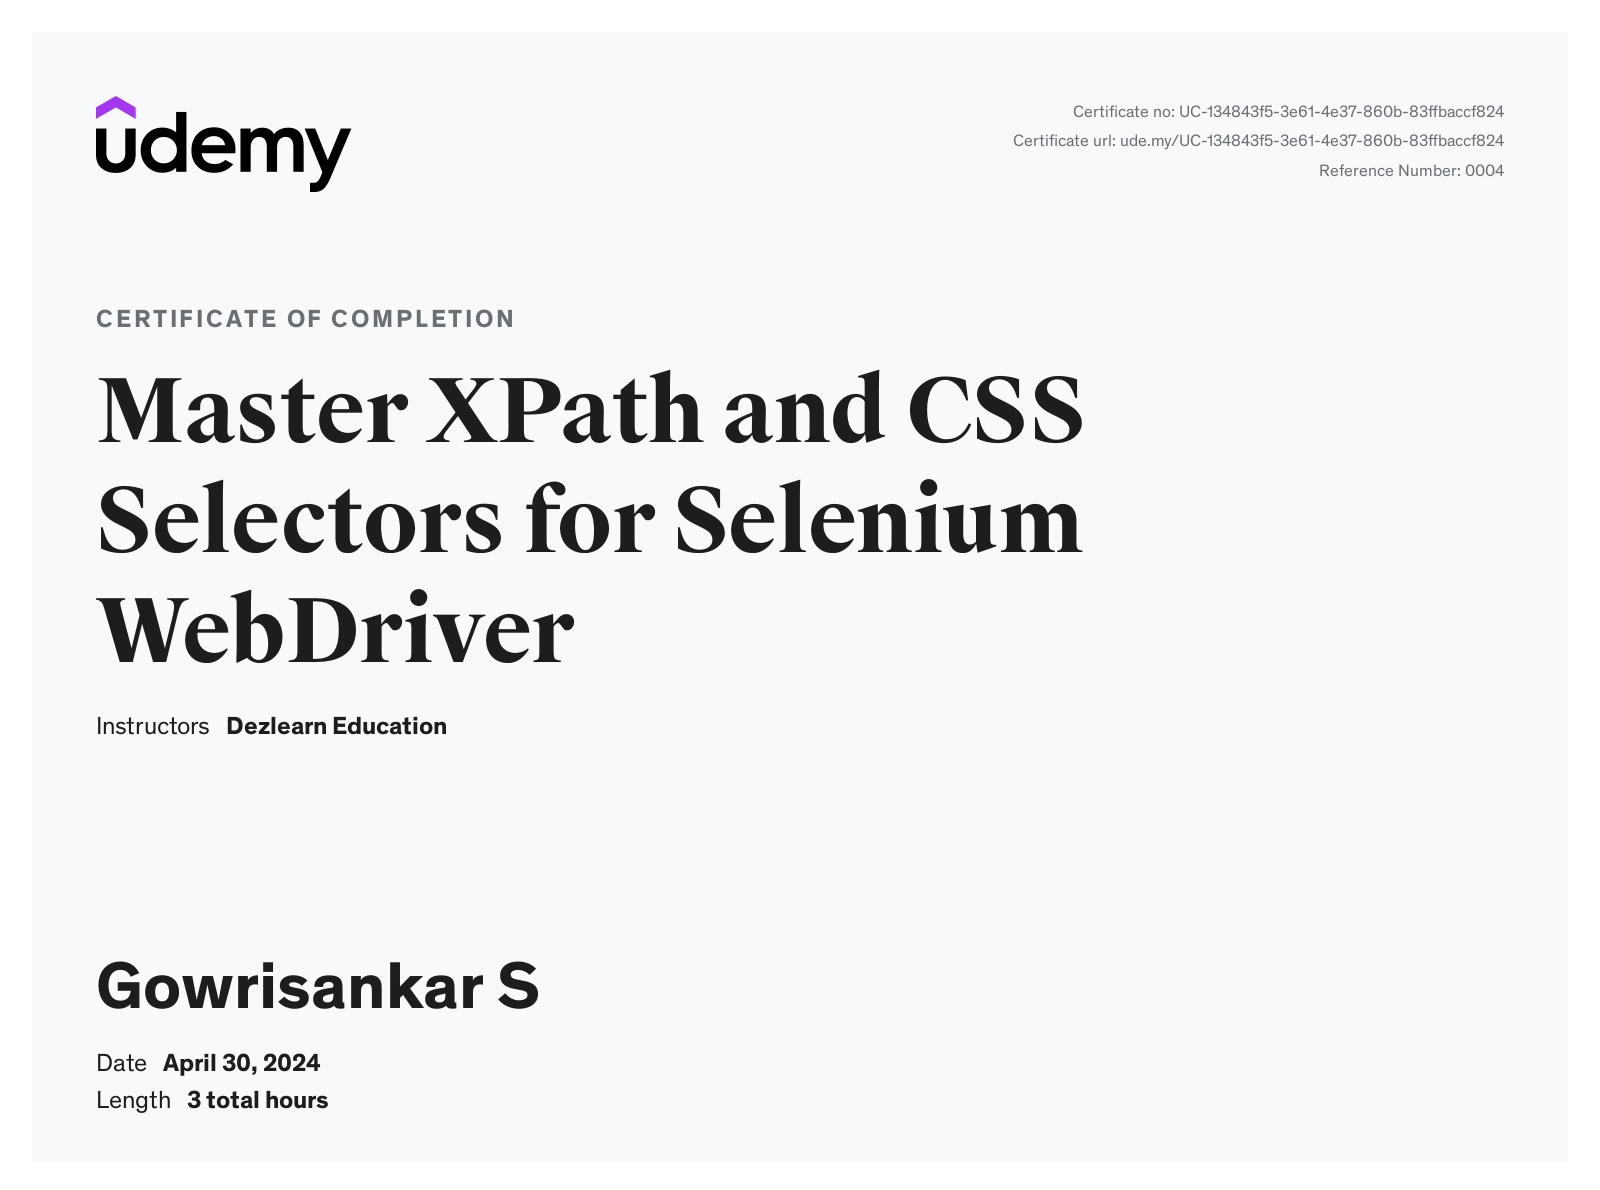 udemy
Certificate no: UC-134843f5-3e61-4e37-860b-83ffbaccf824
Certificate url: ude.my/UC-134843f5-3e61-4e37-860b-83ffbaccf824
Reference Number: 0004
CERTIFICATE OF COMPLETION
Master XPath and CSS
Selectors for Selenium
WebDriver
Instructors Dezlearn Education
Gowrisankar S
Date April 30, 2024
Length 3 total hours